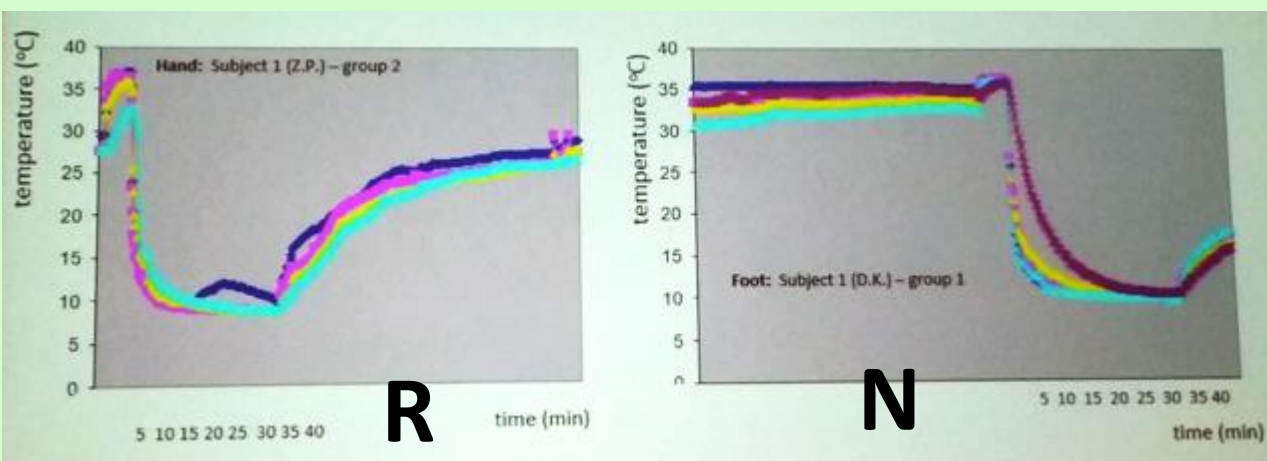 temperature (ºC)
40
35
30
25
20
15
10
5
0
Hand: Subject 1 (Z.P.) – group 2
5 10 15 20 25 30 35 40
R
time (min)
temperature (ºC)
40
35
30
25
20
15
10
5
0
Foot: Subject 1 (D.K.) – group 1
N
5 10 15 20 25 30 35 40
time (min)